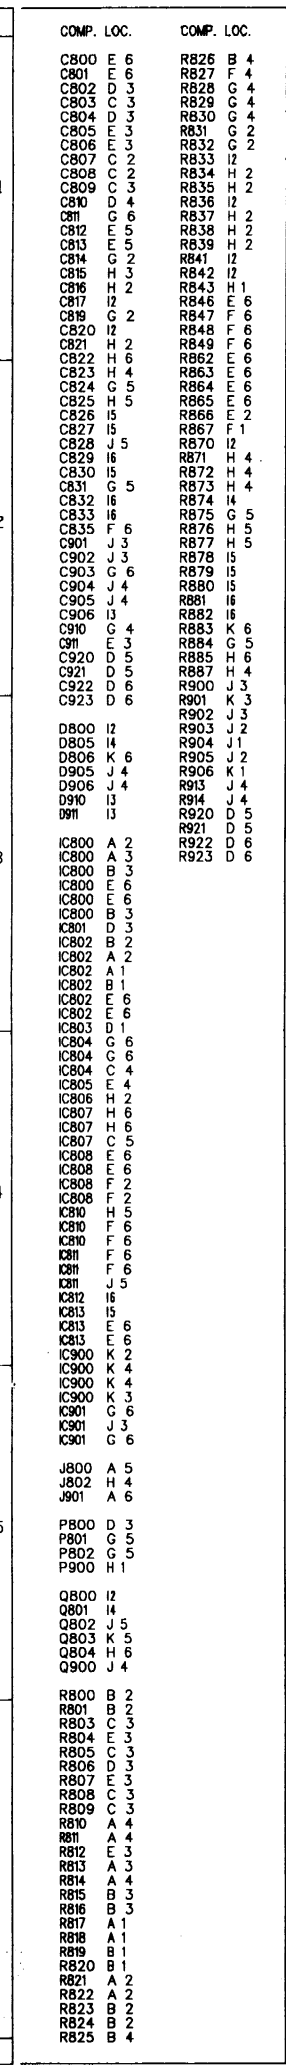 COMP. LOC.
C800 E 6
C801 E 6
C802 D 3
C803 C 3
C804 D 3
C805 E 3
C806 E 3
C807 C 2
C808 C 2
C809 C 3
C810 D 4
C811 G 6
C812 E 5
C813 E 5
C814 G 2
C815 H 3
C816 H 2
C817 I2
C819 G 2
C820 I2
C821 H 2
C822 H 6
C823 H 4
C824 G 5
C825 H 5
C826 I5
C827 I5
C828 J 5
C829 I6
C830 I5
C831 G 5
C832 I6
C833 I6
C835 F 6
C901 J 3
C902 J 3
C903 G 6
C904 J 4
C905 J 4
C906 I3
C910 G 4
C911 E 3
C920 D 5
C921 D 5
C922 D 6
C923 D 6
D800 I2
D805 I4
D806 K 6
D905 J 4
D906 J 4
D910 I3
D911 I3
IC800 A 2
IC800 A 3
IC800 B 3
IC800 E 6
IC800 E 6
IC800 B 3
IC801 D 3
IC802 B 2
IC802 A 2
IC802 A 1
IC802 B 1
IC802 E 6
IC802 E 6
IC803 D 1
IC804 G 6
IC804 G 6
IC804 C 4
IC805 E 4
IC806 H 2
IC807 H 6
IC807 H 6
IC807 C 5
IC808 E 6
IC808 E 6
IC808 F 2
IC808 F 2
IC810 H 5
IC810 F 6
IC810 F 6
IC811 F 6
IC811 F 6
IC811 J 5
IC812 I6
IC813 I5
IC813 E 6
IC813 E 6
IC900 K 2
IC900 K 4
IC900 K 4
IC900 K 3
IC901 G 6
IC901 J 3
IC901 G 6
J800 A 5
J802 H 4
J901 A 6
P800 D 3
P801 G 5
P802 G 5
P900 H 1
Q800 I2
Q801 I4
Q802 J 5
Q803 K 5
Q804 H 6
Q900 J 4
R800 B 2
R801 B 2
R803 C 3
R804 E 3
R805 C 3
R806 D 3
R807 E 3
R808 C 3
R809 C 3
R810 A 4
R811 A 4
R812 E 3
R813 A 3
R814 A 4
R815 B 3
R816 B 3
R817 A 1
R818 A 1
R819 B 1
R820 B 1
R821 A 2
R822 A 2
R823 B 2
R824 B 2
R825 B 4
COMP. LOC.
R826 B 4
R827 F 4
R828 G 4
R829 G 4
R830 G 4
R831 G 2
R832 G 2
R833 I2
R834 H 2
R835 H 2
R836 I2
R837 H 2
R838 H 2
R839 H 2
R841 I2
R842 I2
R843 H 1
R846 E 6
R847 F 6
R848 F 6
R849 F 6
R862 E 6
R863 E 6
R864 E 6
R865 E 6
R866 E 2
R867 F 1
R870 I2
R871 H 4
R872 H 4
R873 H 4
R874 I4
R875 G 5
R876 H 5
R877 H 5
R878 I5
R879 I5
R880 I5
R881 I6
R882 I6
R883 K 6
R884 G 5
R885 H 6
R887 H 4
R900 J 3
R901 K 3
R902 J 3
R903 J 2
R904 J 1
R905 J 2
R906 K 1
R913 J 4
R914 J 4
R920 D 5
R921 D 5
R922 D 6
R923 D 6